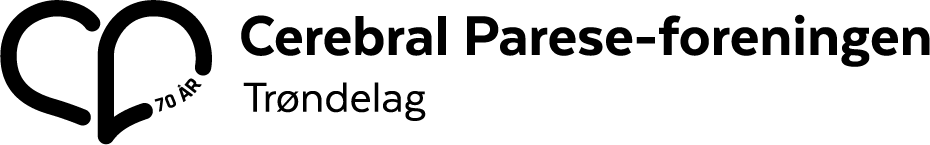 Cerebral Parese-foreningen
Trøndelag
70 ÅR